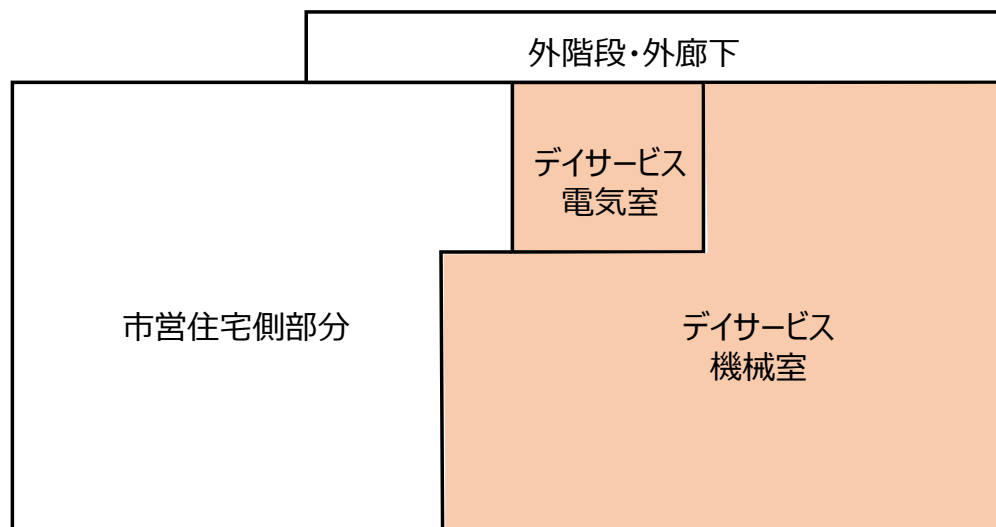 外階段・外廊下
デイサービス
電気室
市営住宅側部分
デイサービス
機械室